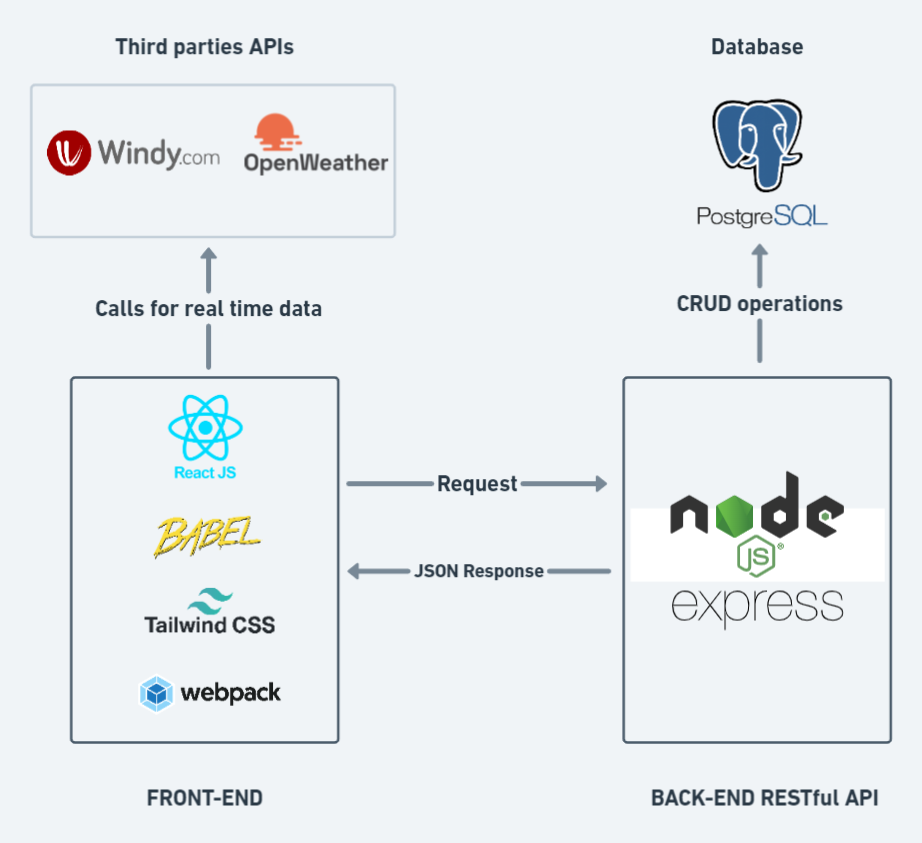 Third parties APIs
Database
Windy.com
OpenWeather
PostgreSQL
Calls for real time data
CRUD operations
React JS
BABEL
Tailwind CSS
webpack
Request
JSON Response
node
JS®
express
FRONT-END
BACK-END RESTful API